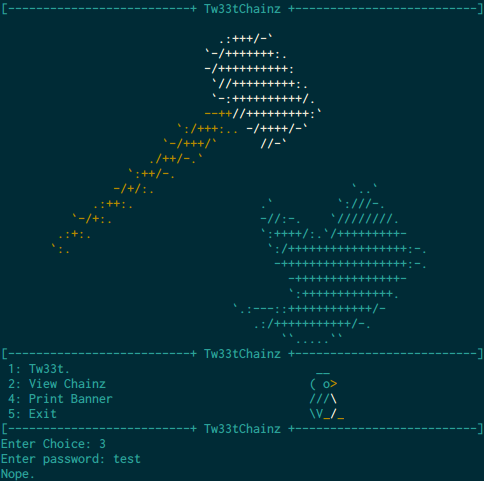 [--------------------------+ Tw33tChainz +--------------------------]
.:+++/-`
`-/+++++++:.
-/++++++++++:
`//+++++++++:.
`-:++++++++++/.
--++//+++++++++:`
`:/+++:.. -/++++/-`
`-/+++/` //-`
./++/-.`
`:++/-.
-/+/:. `..`
.:++:. .` `:///-.
`-/+:. -//:-. `////////.
.:+:. `:++++/:.`/+++++++++-
`:. `:/+++++++++++++++++:-.
-++++++++++++++++++:-.
-+++++++++++++++-
`:+++++++++++++.
`.:---::++++++++++++/-
.:/+++++++++++/-.
``.....``
[--------------------------+ Tw33tChainz +--------------------------]
1: Tw33t. __
2: View Chainz ( o>
4: Print Banner ///\
5: Exit \V_/_
[--------------------------+ Tw33tChainz +--------------------------]
Enter Choice: 3
Enter password: test
Nope.